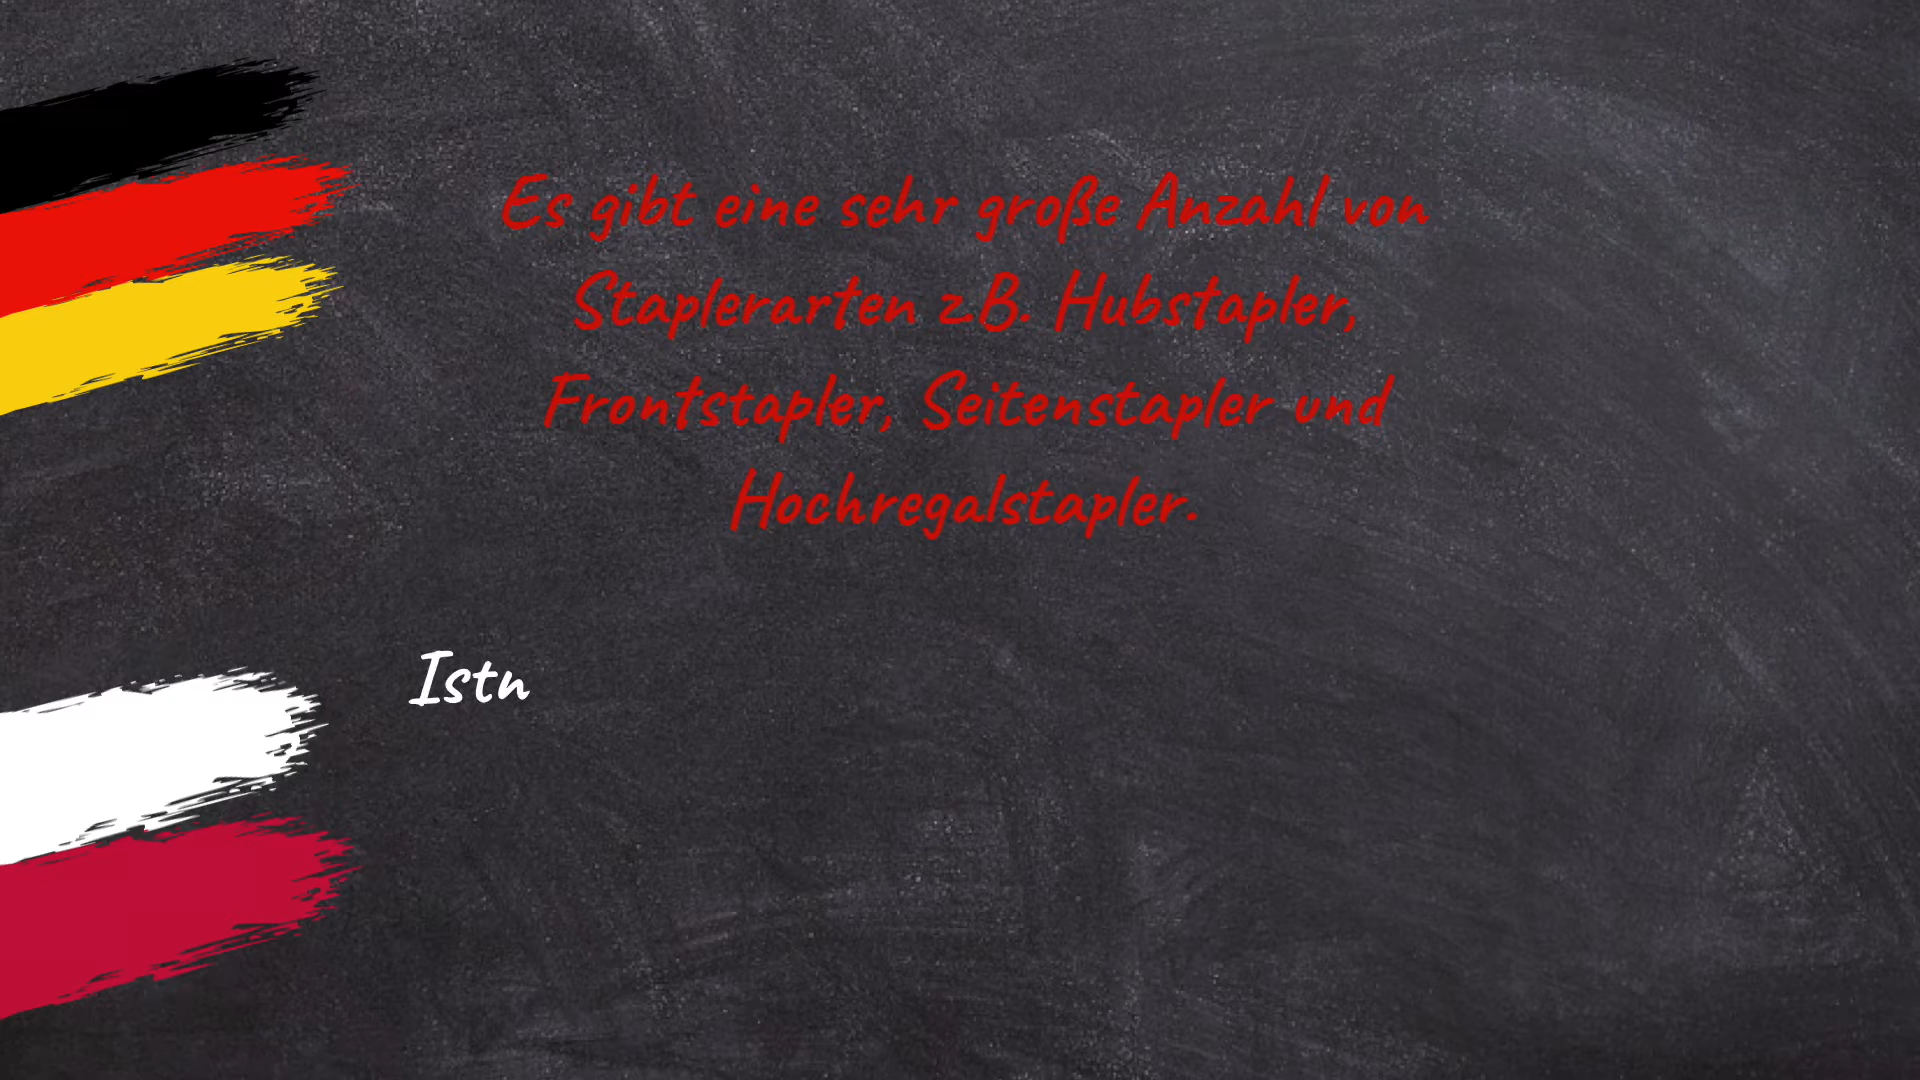 Es gibt eine sehr große Anzahl von
Staplerarten z.B. Hubstapler,
Frontstapler, Seitenstapler und
Hochregalstapler.
Istn